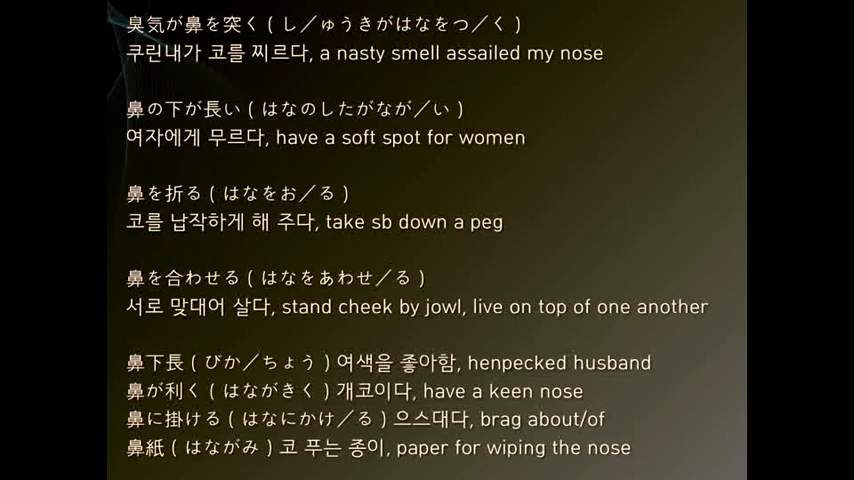 臭気が鼻を突く ( し／ゅうきがはなをつ／く )
쿠린내가 코를 찌르다, a nasty smell assailed my nose
鼻の下が長い ( はなのしたがなが／い )
여자에게 무르다, have a soft spot for women
鼻を折る ( はなをお／る )
코를 납작하게 해 주다, take sb down a peg
鼻を合わせる ( はなをあわせ／る )
서로 맞대어 살다, stand cheek by jowl, live on top of one another
鼻下長 ( びか／ちょう ) 여색을 좋아함, henpecked husband
鼻が利く ( はながきく ) 개코이다, have a keen nose
鼻に掛ける ( はなにかけ／る ) 으스대다, brag about/of
鼻紙 ( はながみ ) 코 푸는 종이, paper for wiping the nose